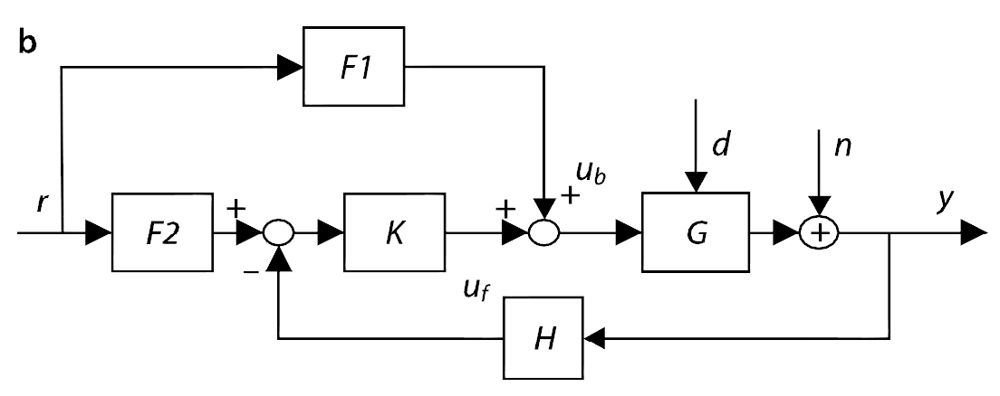 b
F1
d
n
u_b
r
+
+
+
y
F2
K
G
+
−
u_f
H